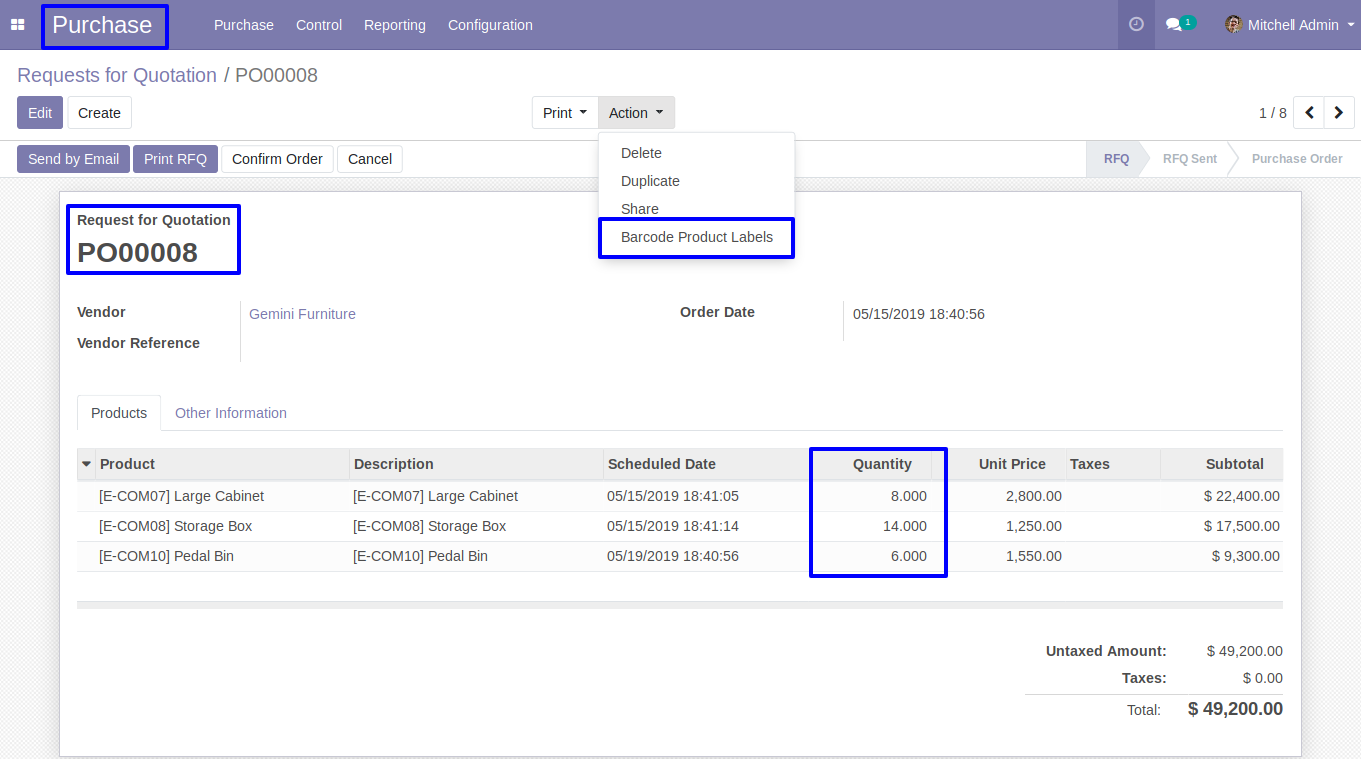 Purchase Purchase Control Reporting Configuration 1 Mitchell Admin
Requests for Quotation / PO00008
Edit Create Print Action 1 / 8
Delete
Duplicate
Share
Barcode Product Labels
Send by Email Print RFQ Confirm Order Cancel RFQ RFQ Sent Purchase Order
Request for Quotation
PO00008
Vendor Gemini Furniture Order Date 05/15/2019 18:40:56
Vendor Reference
Products Other Information
Product Description Scheduled Date Quantity Unit Price Taxes Subtotal
[E-COM07] Large Cabinet [E-COM07] Large Cabinet 05/15/2019 18:41:05 8.000 2,800.00 $ 22,400.00
[E-COM08] Storage Box [E-COM08] Storage Box 05/15/2019 18:41:14 14.000 1,250.00 $ 17,500.00
[E-COM10] Pedal Bin [E-COM10] Pedal Bin 05/19/2019 18:40:56 6.000 1,550.00 $ 9,300.00
Untaxed Amount: $ 49,200.00
Taxes: $ 0.00
Total: $ 49,200.00